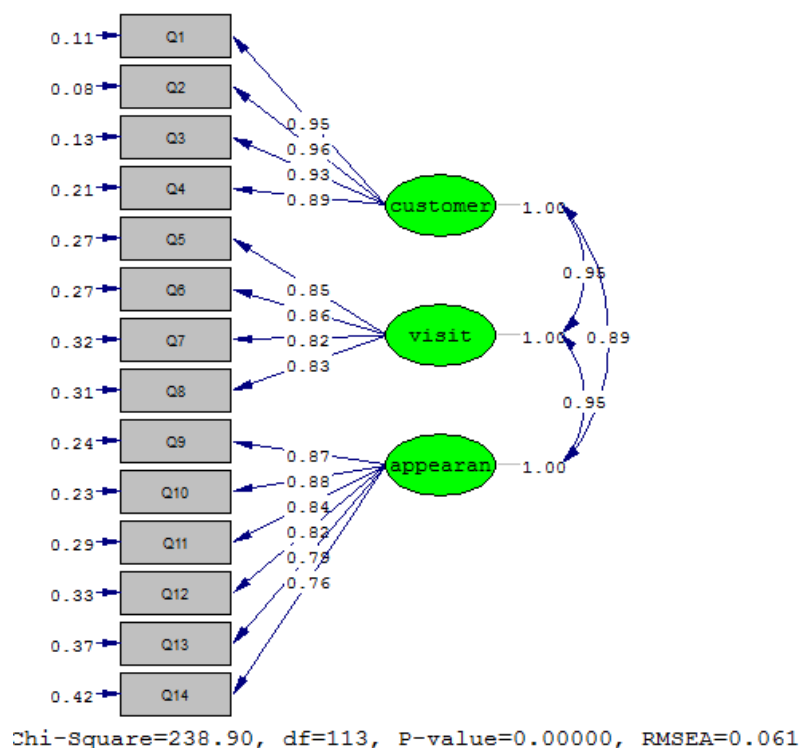 0.11 Q1
0.08 Q2
0.13 Q3
0.21 Q4
0.27 Q5
0.27 Q6
0.32 Q7
0.31 Q8
0.24 Q9
0.23 Q10
0.29 Q11
0.33 Q12
0.37 Q13
0.42 Q14
0.95
0.96
0.93
0.89
0.85
0.86
0.82
0.83
0.87
0.88
0.84
0.82
0.79
0.76
customer 1.00
visit 1.00
appearan 1.00
0.95
0.89
0.95
Chi-Square=238.90, df=113, P-value=0.00000, RMSEA=0.061